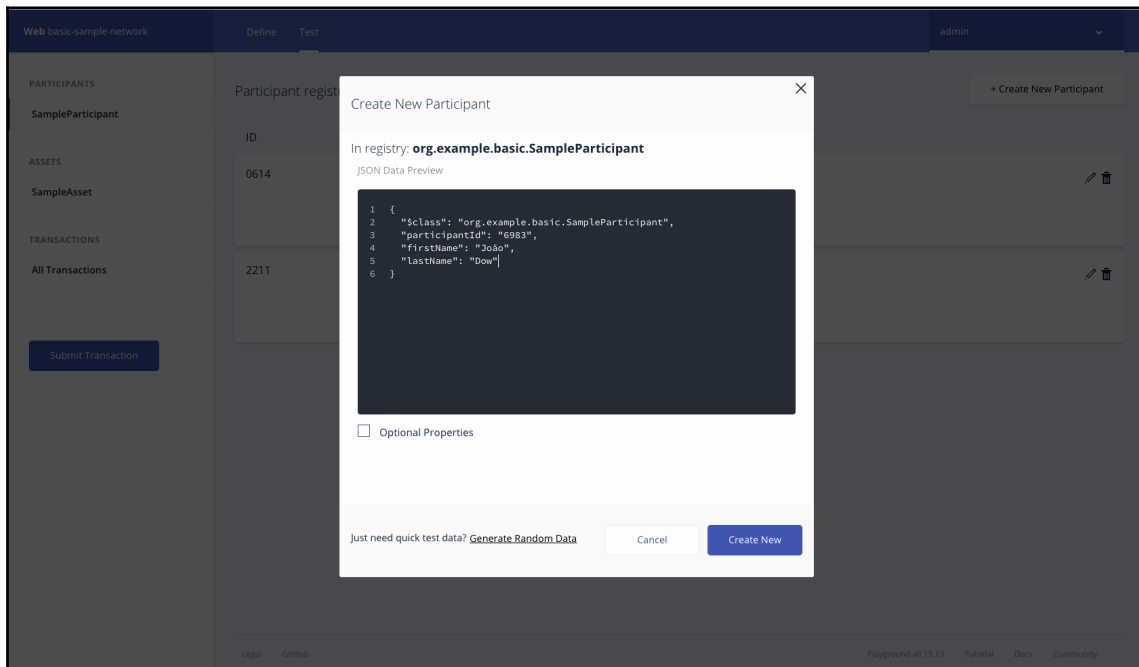 Web basic-sample-network
Define
Test
admin
PARTICIPANTS
SampleParticipant
ASSETS
SampleAsset
TRANSACTIONS
All Transactions
Submit Transaction
Participant regist
+ Create New Participant
ID
0614
2211
Create New Participant
In registry: org.example.basic.SampleParticipant
JSON Data Preview
1 {
2 "$class": "org.example.basic.SampleParticipant",
3 "participantId": "6983",
4 "firstName": "João",
5 "lastName": "Dow"
6 }
Optional Properties
Just need quick test data? Generate Random Data
Cancel
Create New
Legal GitHub
Playground v0.19.13 Tutorial Docs Community